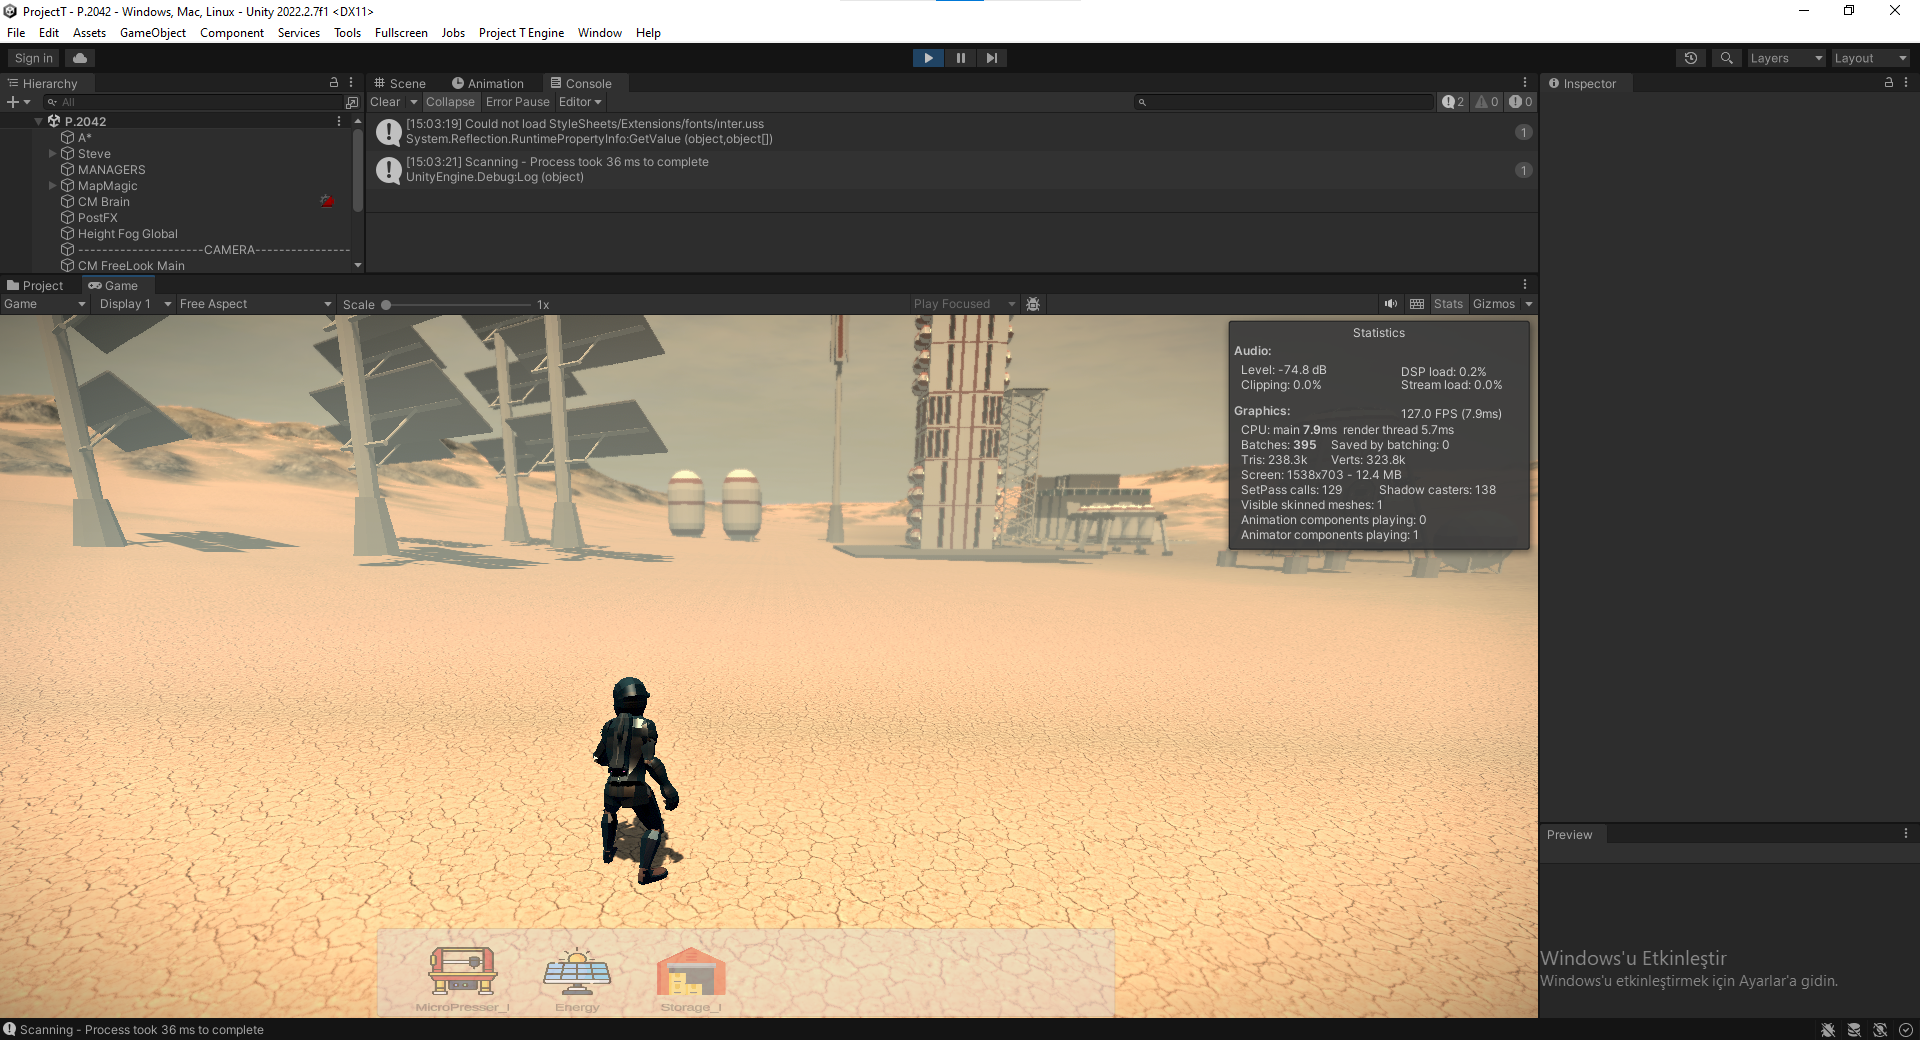 ProjectT - P.2042 - Windows, Mac, Linux - Unity 2022.2.7f1 <DX11>
File Edit Assets GameObject Component Services Tools Fullscreen Jobs Project T Engine Window Help
Sign in
Layers
Layout
Hierarchy
All
P.2042
A*
Steve
MANAGERS
MapMagic
CM Brain
PostFX
Height Fog Global
---------------------CAMERA----------------
CM FreeLook Main
Scene Animation Console
Clear Collapse Error Pause Editor
2 0 0
[15:03:19] Could not load StyleSheets/Extensions/fonts/ınter.uss
System.Reflection.RuntimePropertyInfo:GetValue (object,object[])
1
[15:03:21] Scanning - Process took 36 ms to complete
UnityEngine.Debug:Log (object)
1
Inspector
Project Game
Game Display 1 Free Aspect Scale 1x Play Focused Stats Gizmos
Statistics
Audio:
Level: -74.8 dB DSP load: 0.2%
Clipping: 0.0% Stream load: 0.0%
Graphics: 127.0 FPS (7.9ms)
CPU: main 7.9ms render thread 5.7ms
Batches: 395 Saved by batching: 0
Tris: 238.3k Verts: 323.8k
Screen: 1538x703 - 12.4 MB
SetPass calls: 129 Shadow casters: 138
Visible skinned meshes: 1
Animation components playing: 0
Animator components playing: 1
MicroPresser_I Energy Storage_I
Preview
Windows'u Etkinleştir
Windows'u etkinleştirmek için Ayarlar'a gidin.
Scanning - Process took 36 ms to complete